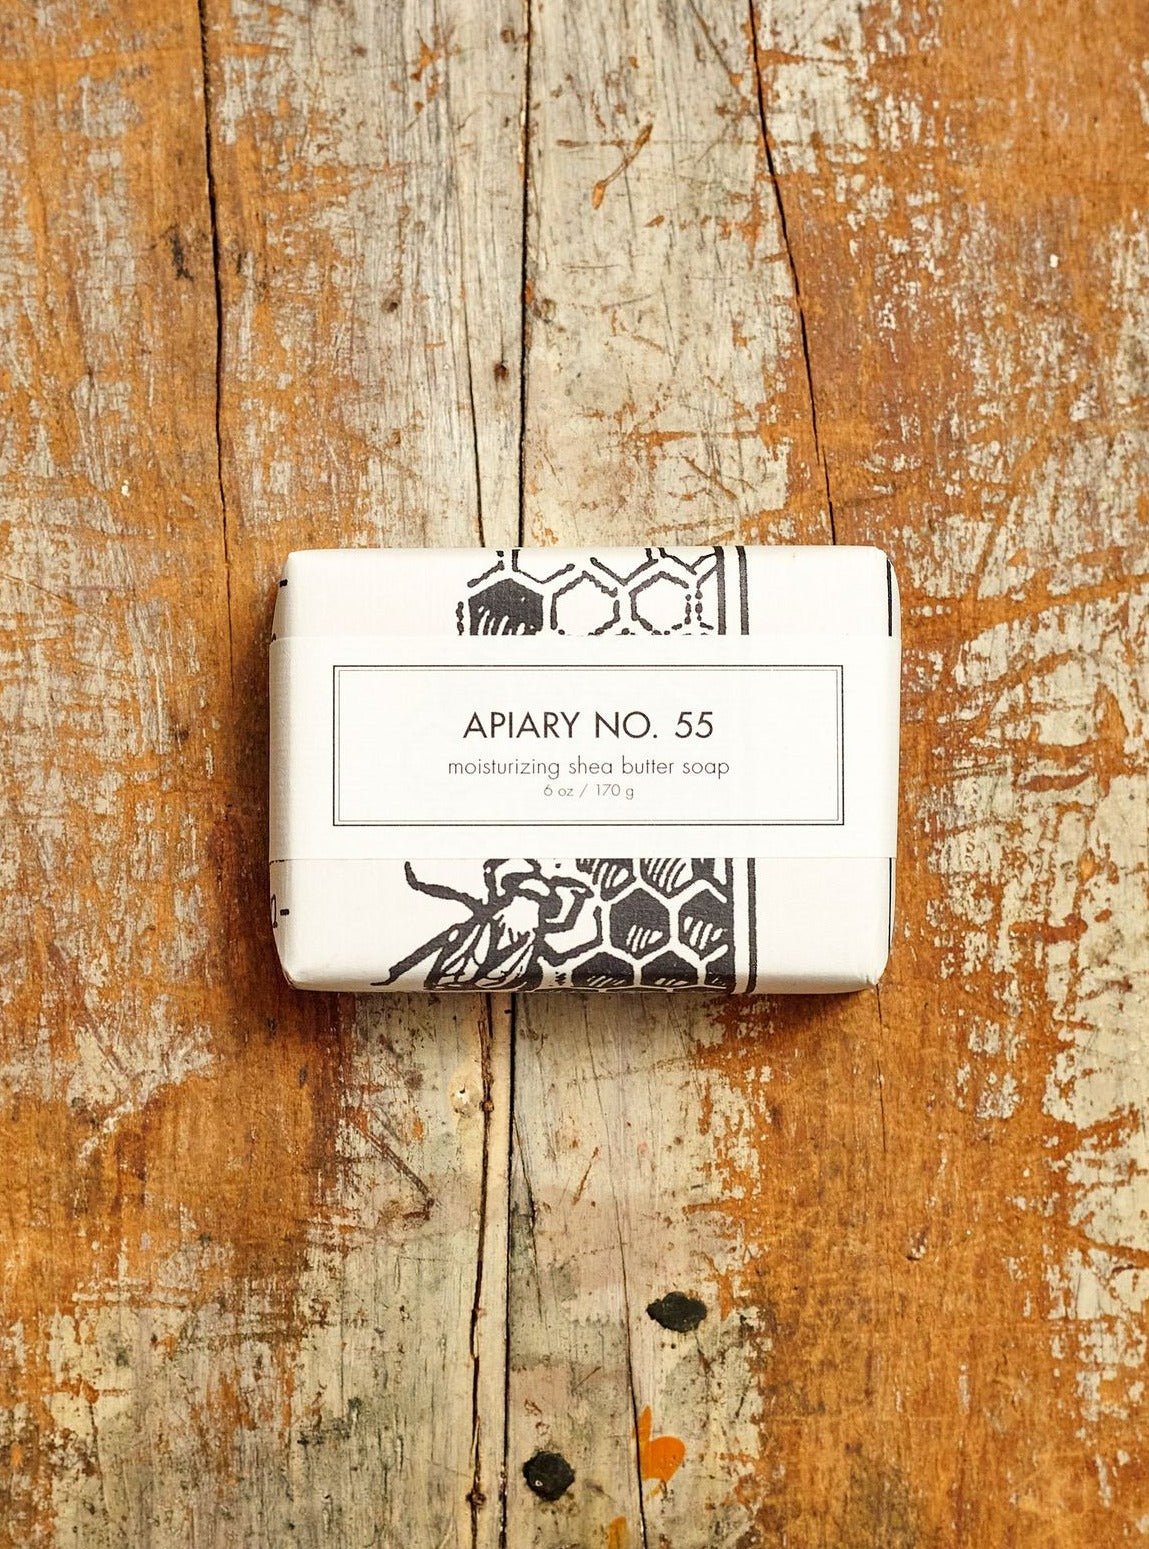 APIARY NO. 55
moisturizing shea butter soap
6 oz / 170 g